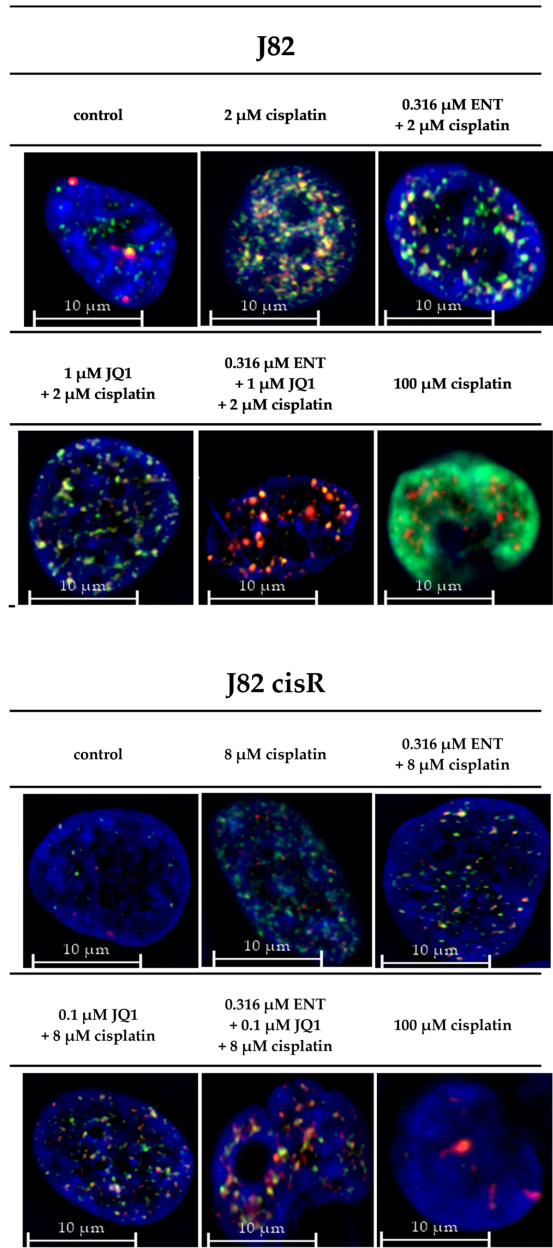 J82
control
2 µM cisplatin
0.316 µM ENT
+ 2 µM cisplatin
10 µm
10 µm
10 µm
1 µM JQ1
+ 2 µM cisplatin
0.316 µM ENT
+ 1 µM JQ1
+ 2 µM cisplatin
100 µM cisplatin
10 µm
10 µm
10 µm
J82 cisR
control
8 µM cisplatin
0.316 µM ENT
+ 8 µM cisplatin
10 µm
10 µm
10 µm
0.1 µM JQ1
+ 8 µM cisplatin
0.316 µM ENT
+ 0.1 µM JQ1
+ 8 µM cisplatin
100 µM cisplatin
10 µm
10 µm
10 µm